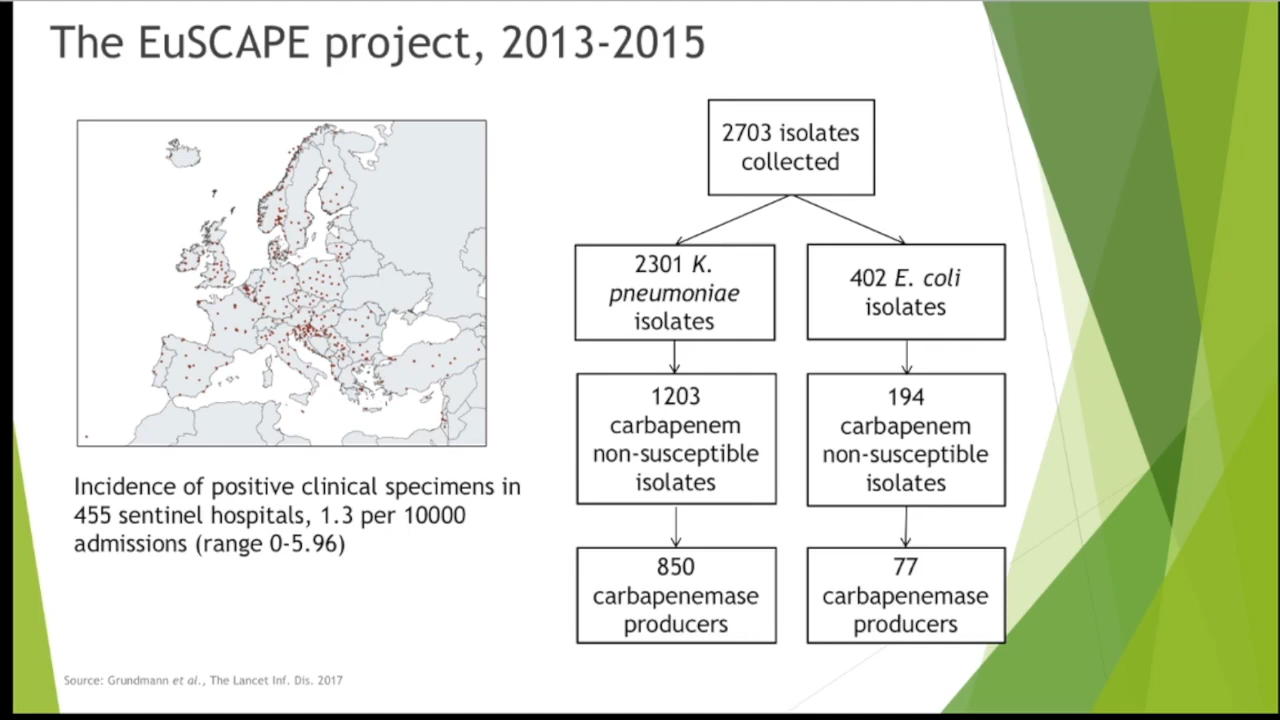 The EuSCAPE project, 2013-2015
2703 isolates
collected
2301 K.
pneumoniae
isolates
402 E. coli
isolates
1203
carbapenem
non-susceptible
isolates
194
carbapenem
non-susceptible
isolates
850
carbapenemase
producers
77
carbapenemase
producers
Incidence of positive clinical specimens in
455 sentinel hospitals, 1.3 per 10000
admissions (range 0-5.96)
Source: Grundmann et al., The Lancet Inf. Dis. 2017